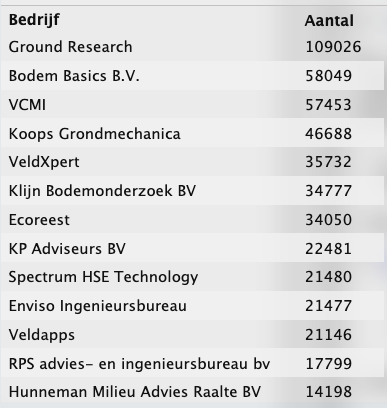 Bedrijf Aantal
Ground Research 109026
Bodem Basics B.V. 58049
VCMI 57453
Koops Grondmechanica 46688
VeldXpert 35732
Klijn Bodemonderzoek BV 34777
Ecoreest 34050
KP Adviseurs BV 22481
Spectrum HSE Technology 21480
Enviso Ingenieursbureau 21477
Veldapps 21146
RPS advies- en ingenieursbureau bv 17799
Hunneman Milieu Advies Raalte BV 14198